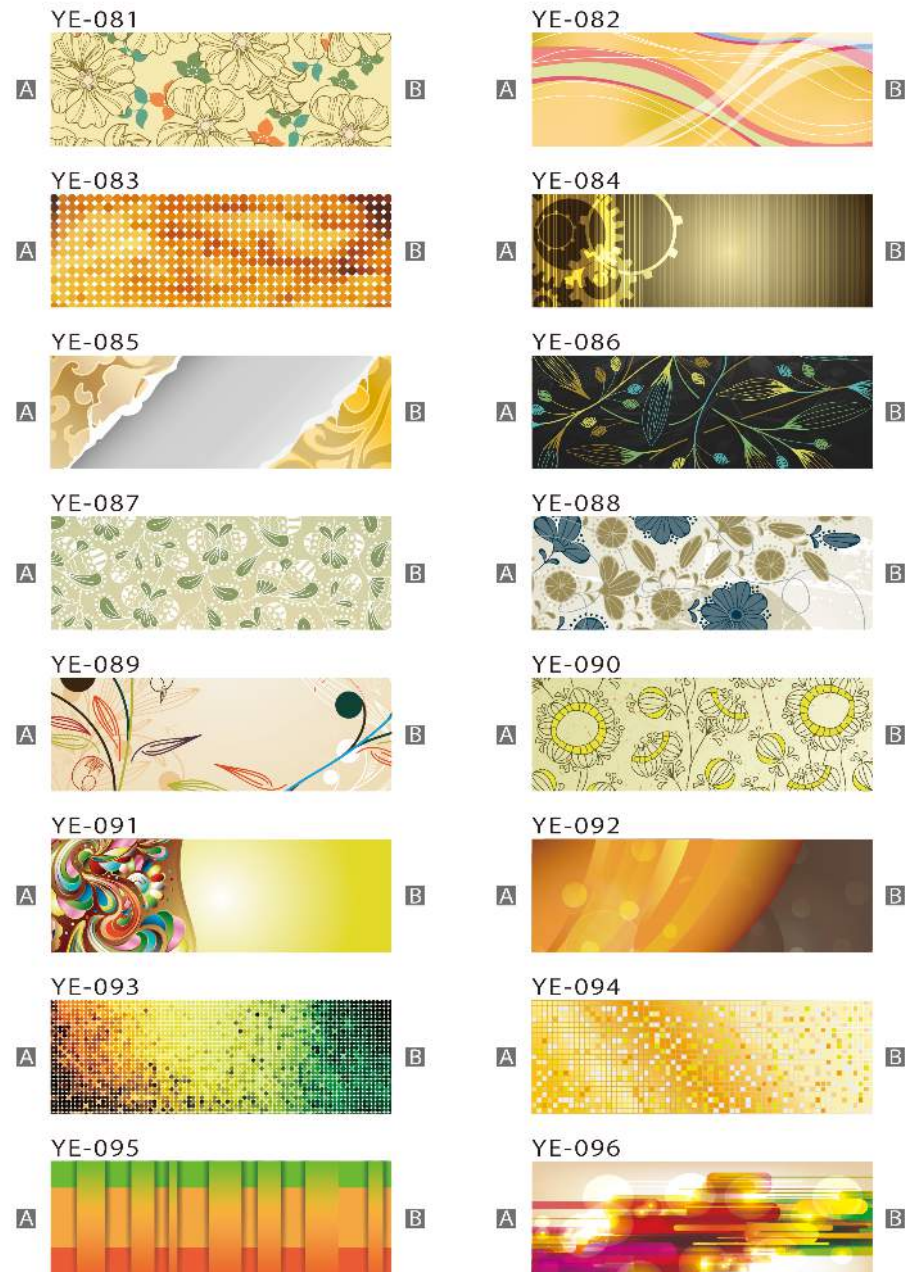 YE-081 YE-082
A B A B
YE-083 YE-084
A B A B
YE-085 YE-086
A B A B
YE-087 YE-088
A B A B
YE-089 YE-090
A B A B
YE-091 YE-092
A B A B
YE-093 YE-094
A B A B
YE-095 YE-096
A B A B